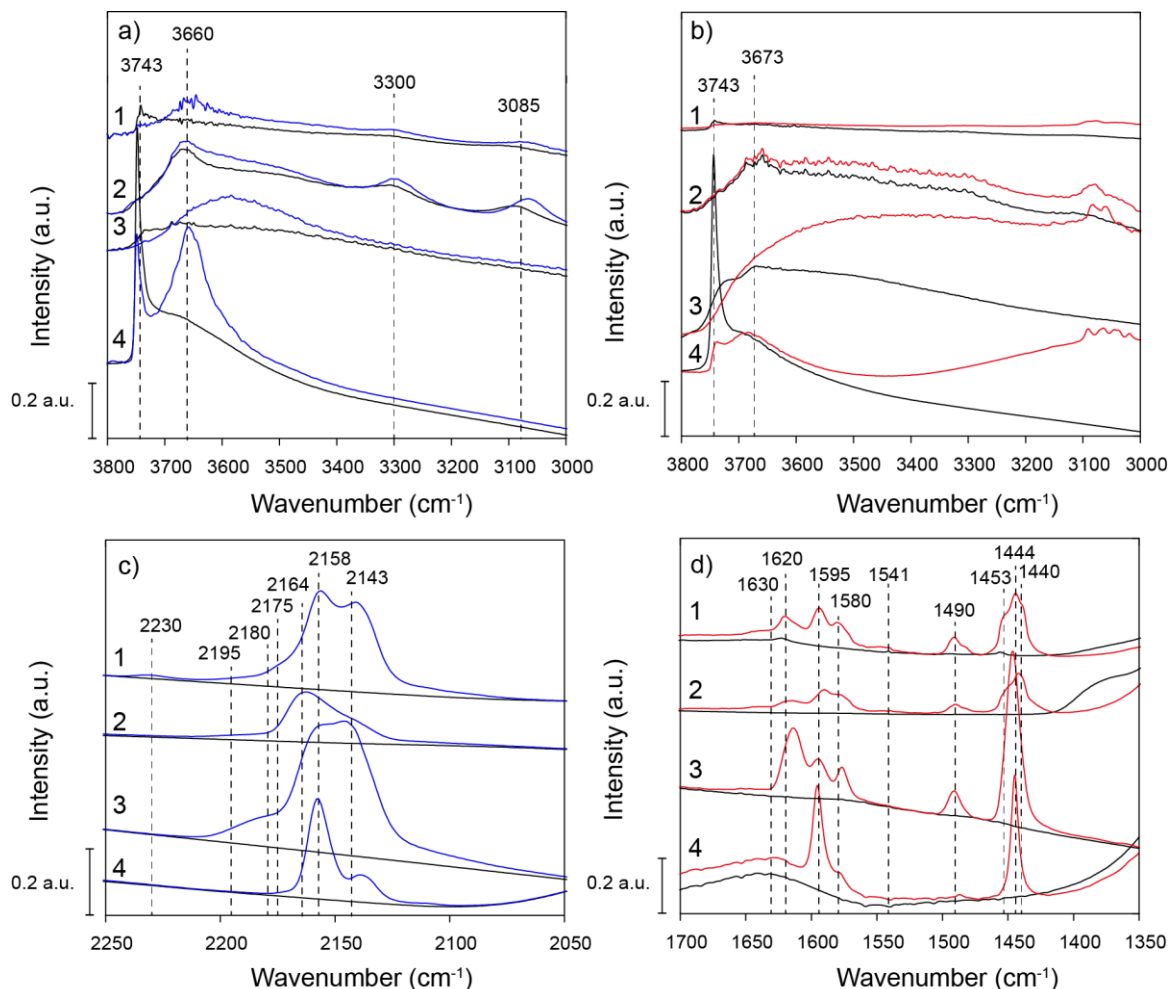 a)
3743
3660
3300
3085
1
2
3
4
0.2 a.u.
Intensity (a.u.)
3800 3700 3600 3500 3400 3300 3200 3100 3000
Wavenumber (cm⁻¹)
b)
3743
3673
1
2
3
4
0.2 a.u.
Intensity (a.u.)
3800 3700 3600 3500 3400 3300 3200 3100 3000
Wavenumber (cm⁻¹)
c)
2158
2164
2143
2175
2180
2230
2195
1
2
3
4
0.2 a.u.
Intensity (a.u.)
2250 2200 2150 2100 2050
Wavenumber (cm⁻¹)
d)
1620
1630
1595
1541
1444
1453
1440
1580
1490
1
2
3
4
0.2 a.u.
Intensity (a.u.)
1700 1650 1600 1550 1500 1450 1400 1350
Wavenumber (cm⁻¹)